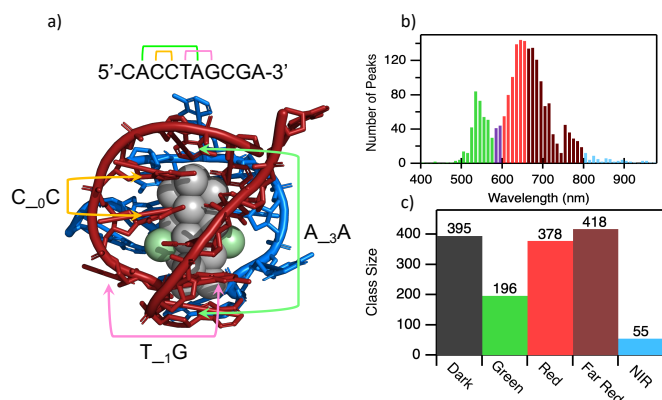 a)
5'-CACCTAGCGA-3'
C_₀C
A_₃A
T_₁G
b)
Number of Peaks
120
80
40
0
400 500 600 700 800 900
Wavelength (nm)
c)
Class Size
400
300
200
100
0
395
196
378
418
55
Dark
Green
Red
Far Red
NIR